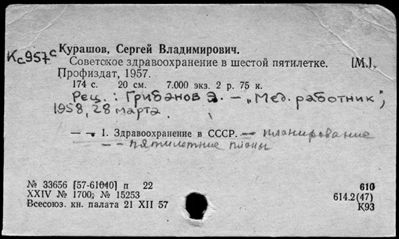 Курашов, Сергей Владимирович.
Кс957с
Советское здравоохранение в шестой пятилетке. [М.],
Профиздат, 1957.
174 с. 20 см. 7.000 экз. 2 р. 75 к.
Рец.: Грибанов Э. – „Мед. работник",
1958, 28 марта.
— — 1. Здравоохранение в СССР. — планирование
— пятилетние планы
№ 33656 [57-61040] п 22
610
XXIV № 1700; № 15253
614.2(47)
Всесоюз. кн. палата 21 XII 57
К93